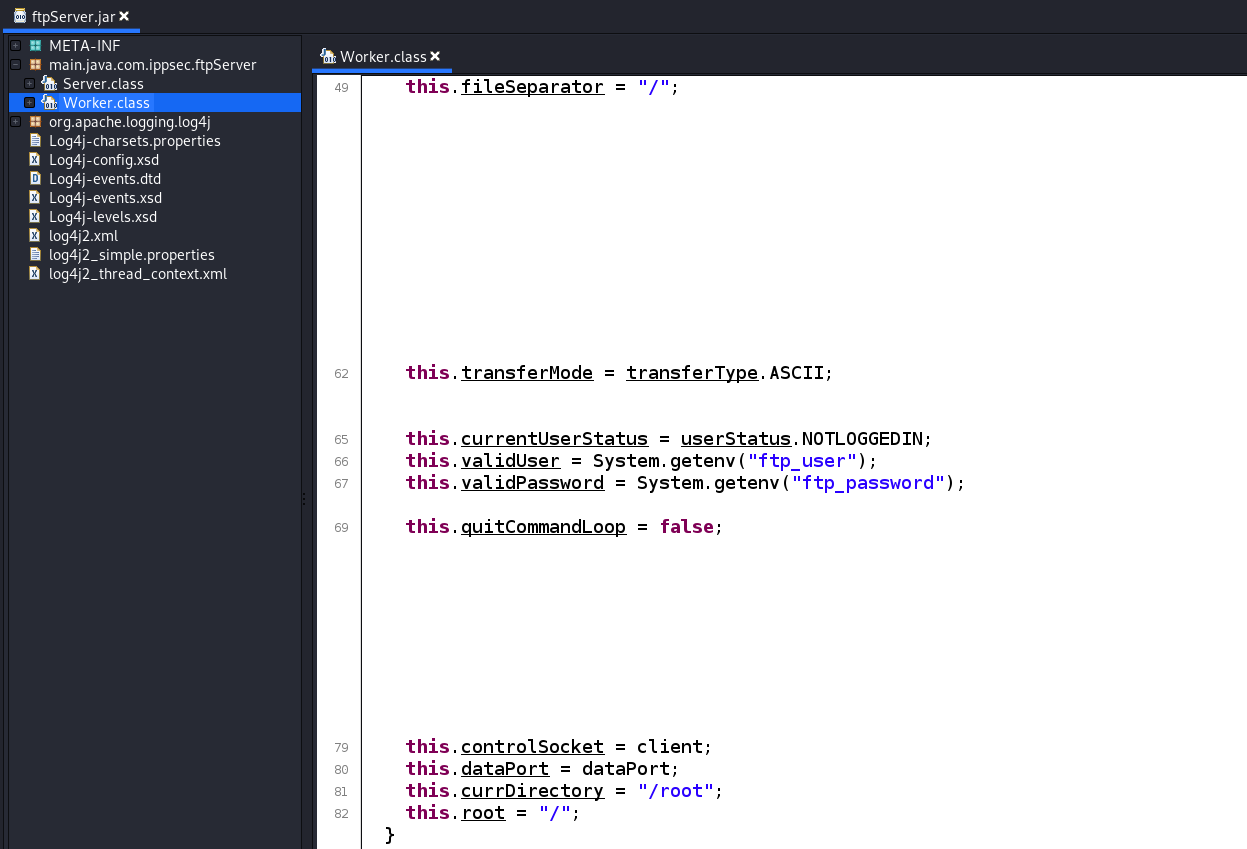 ftpServer.jar
META-INF
main.java.com.ippsec.ftpServer
Server.class
Worker.class
org.apache.logging.log4j
Log4j-charsets.properties
Log4j-config.xsd
Log4j-events.dtd
Log4j-events.xsd
Log4j-levels.xsd
log4j2.xml
log4j2_simple.properties
log4j2_thread_context.xml
Worker.class
49 this.fileSeparator = "/";
62 this.transferMode = transferType.ASCII;
65 this.currentUserStatus = userStatus.NOTLOGGEDIN;
66 this.validUser = System.getenv("ftp_user");
67 this.validPassword = System.getenv("ftp_password");
69 this.quitCommandLoop = false;
79 this.controlSocket = client;
80 this.dataPort = dataPort;
81 this.currDirectory = "/root";
82 this.root = "/";
}